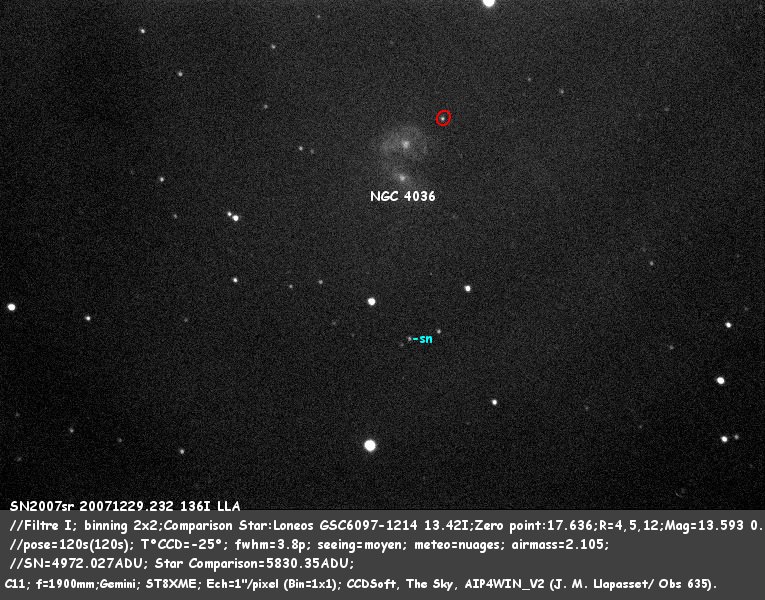 NGC 4036
-sn
SN2007sr 20071229.232 136I LLA
//Filtre I; binning 2x2;Comparison Star:Loneos GSC6097-1214 13.42I;Zero point:17.636;R=4,5,12;Mag=13.593 0.
//pose=120s(120s); T°CCD=-25°; fwhm=3.8p; seeing=moyen; meteo=nuages; airmass=2.105;
//SN=4972.027ADU; Star Comparison=5830.35ADU;
C11; f=1900mm;Gemini; ST8XME; Ech=1"/pixel (Bin=1x1); CCDSoft, The Sky, AIP4WIN_V2 (J. M. Llapasset/ Obs 635).